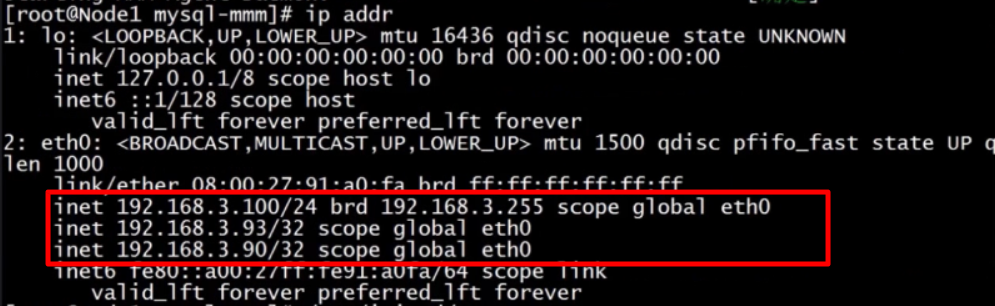 [root@Node1 mysql-mmm]# ip addr
1: lo: <LOOPBACK,UP,LOWER_UP> mtu 16436 qdisc noqueue state UNKNOWN
link/loopback 00:00:00:00:00:00 brd 00:00:00:00:00:00
inet 127.0.0.1/8 scope host lo
inet6 ::1/128 scope host
valid_lft forever preferred_lft forever
2: eth0: <BROADCAST,MULTICAST,UP,LOWER_UP> mtu 1500 qdisc pfifo_fast state UP q
len 1000
link/ether 08:00:27:91:a0:fa brd ff:ff:ff:ff:ff:ff
inet 192.168.3.100/24 brd 192.168.3.255 scope global eth0
inet 192.168.3.93/32 scope global eth0
inet 192.168.3.90/32 scope global eth0
inet6 fe80::a00:27ff:fe91:a0fa/64 scope link
valid_lft forever preferred_lft forever